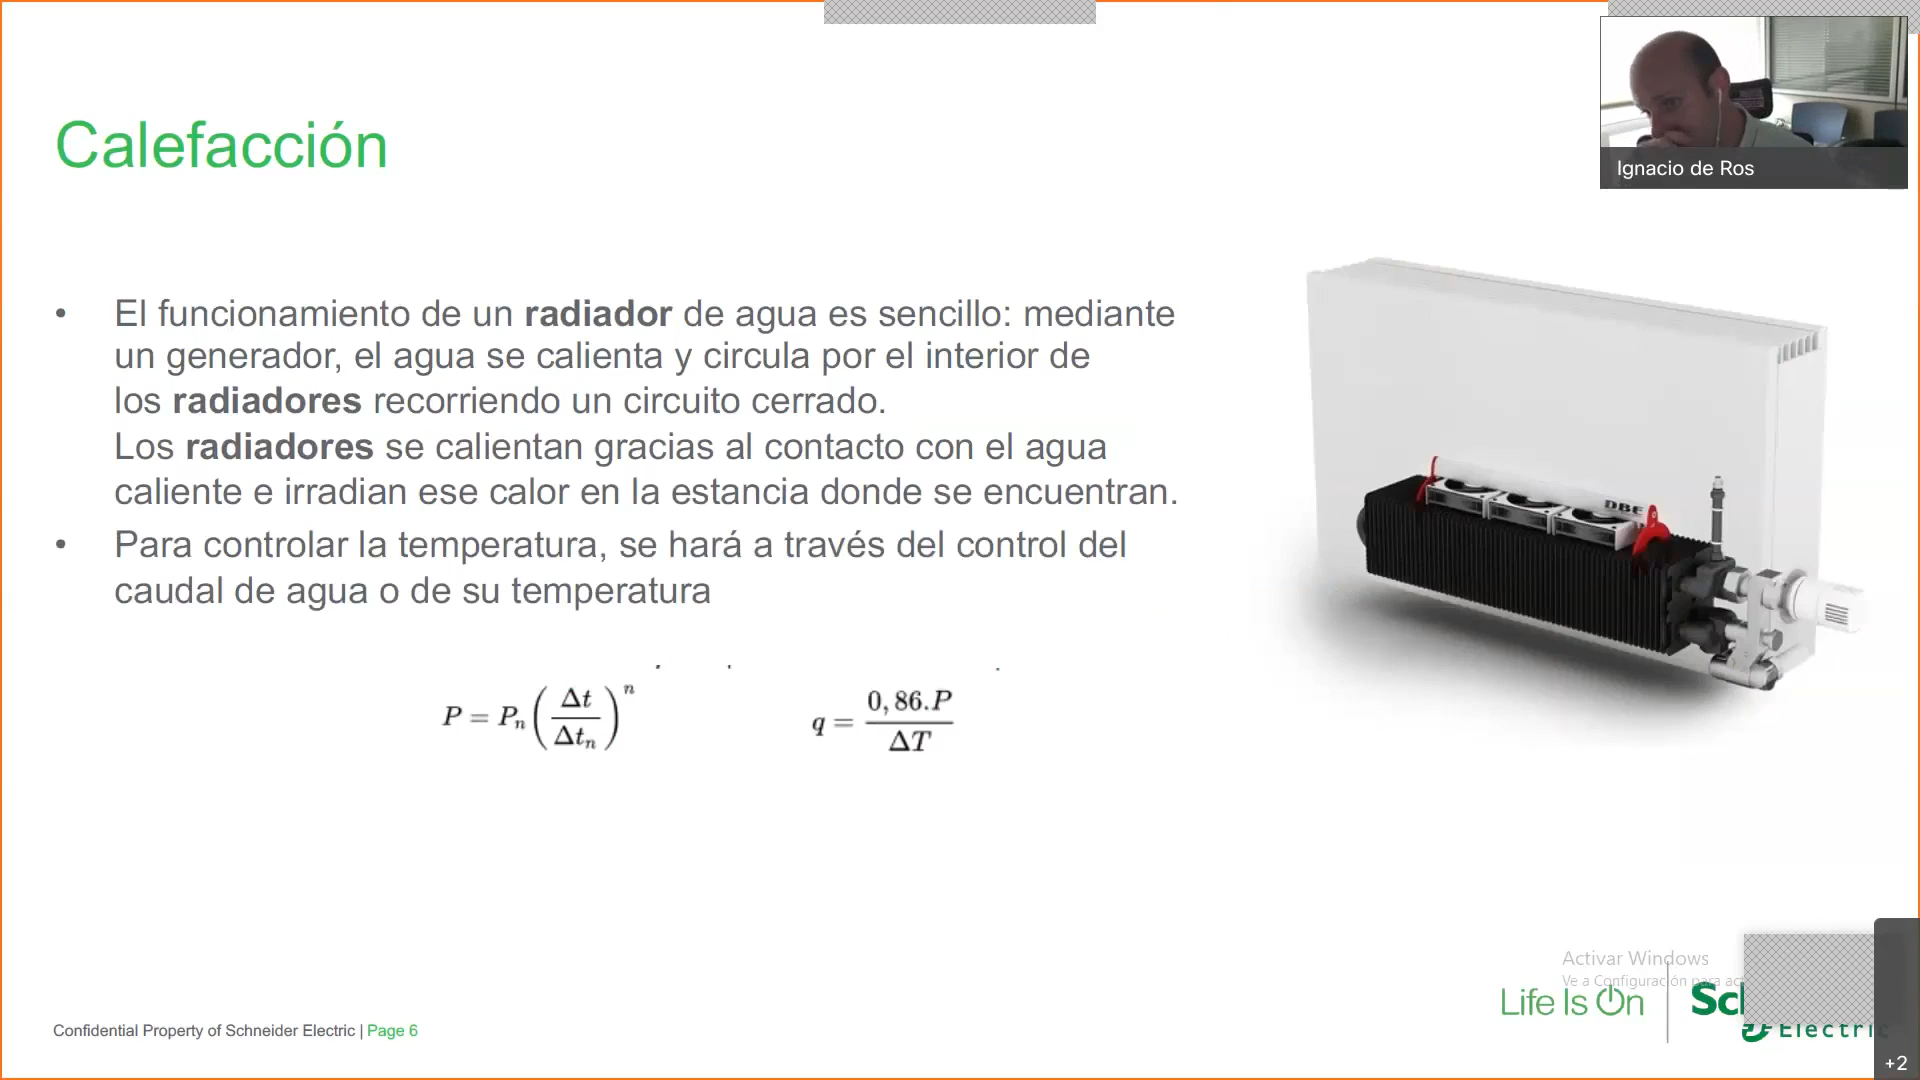 Ignacio de Ros
Calefacción
• El funcionamiento de un radiador de agua es sencillo: mediante
un generador, el agua se calienta y circula por el interior de
los radiadores recorriendo un circuito cerrado.
Los radiadores se calientan gracias al contacto con el agua
caliente e irradian ese calor en la estancia donde se encuentran.
• Para controlar la temperatura, se hará a través del control del
caudal de agua o de su temperatura
DBE
P = Pn (Δt / Δtn)^n
q = 0,86.P / ΔT
Activar Windows
Ve a Configuración para
Life Is On
Electric
Confidential Property of Schneider Electric | Page 6
+2